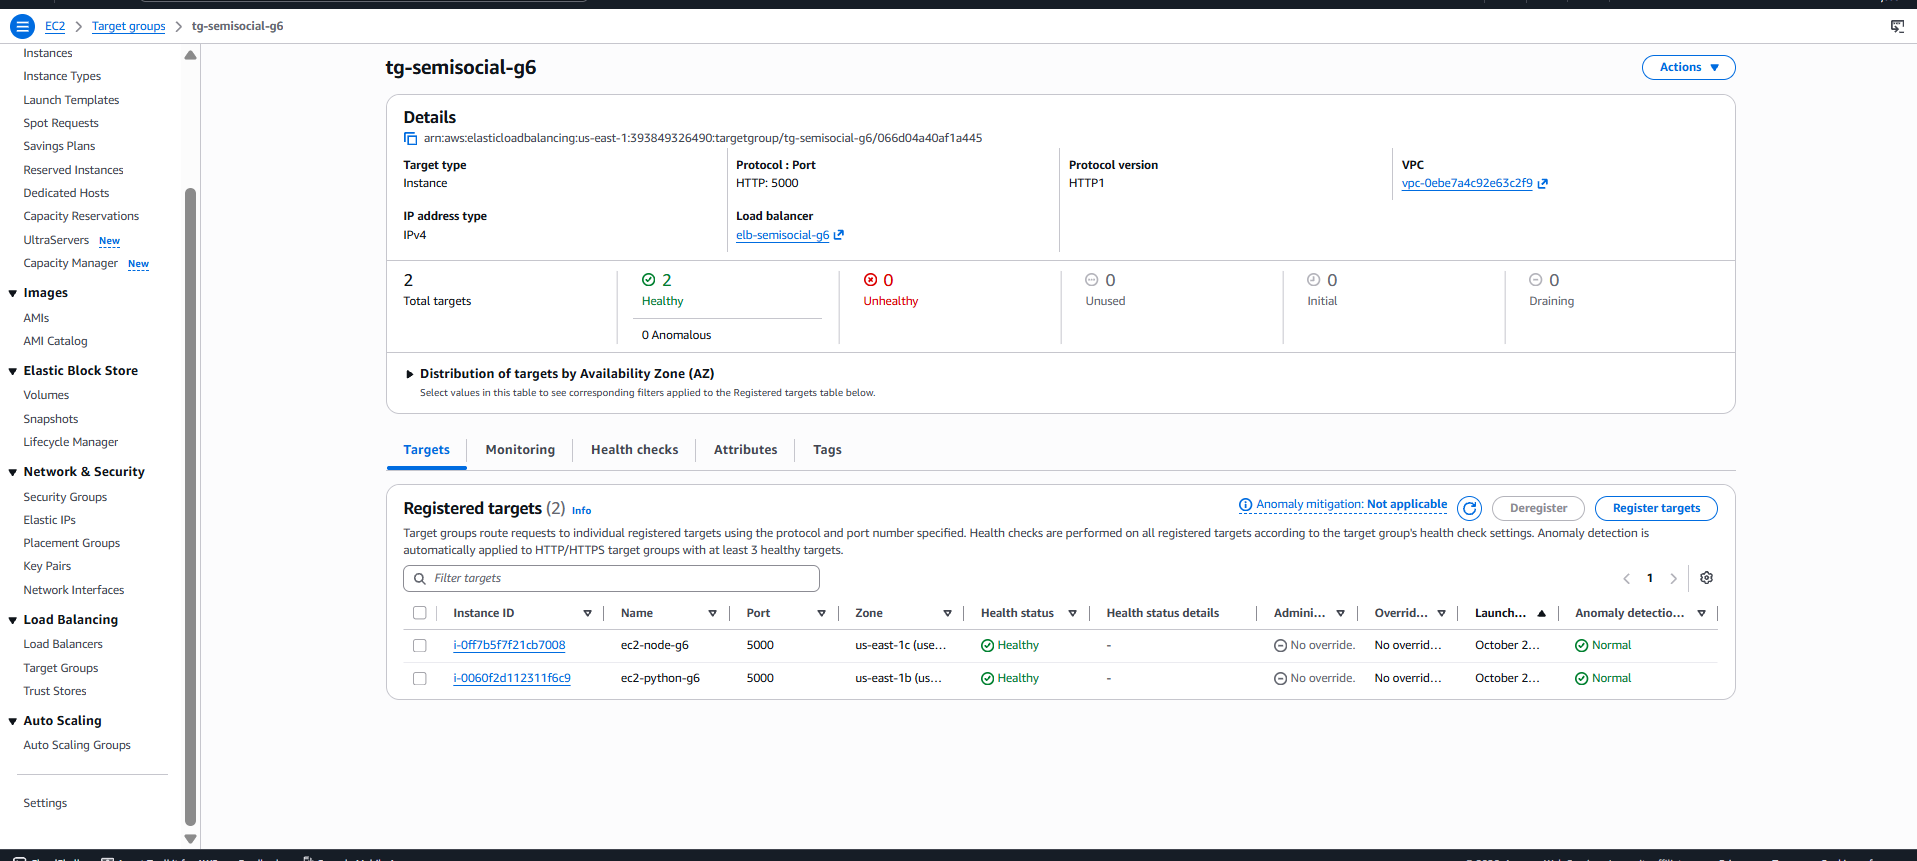 EC2 > Target groups > tg-semisocial-g6
Instances
Instance Types
Launch Templates
Spot Requests
Savings Plans
Reserved Instances
Dedicated Hosts
Capacity Reservations
UltraServers New
Capacity Manager New
Images
AMIs
AMI Catalog
Elastic Block Store
Volumes
Snapshots
Lifecycle Manager
Network & Security
Security Groups
Elastic IPs
Placement Groups
Key Pairs
Network Interfaces
Load Balancing
Load Balancers
Target Groups
Trust Stores
Auto Scaling
Auto Scaling Groups
Settings
tg-semisocial-g6
Actions
Details
arn:aws:elasticloadbalancing:us-east-1:393849326490:targetgroup/tg-semisocial-g6/066d04a40af1a445
Target type
Instance
Protocol : Port
HTTP: 5000
Protocol version
HTTP1
VPC
vpc-0ebe7a4c92e63c2f9
IP address type
IPv4
Load balancer
elb-semisocial-g6
2
Total targets
2
Healthy
0 Anomalous
0
Unhealthy
0
Unused
0
Initial
0
Draining
Distribution of targets by Availability Zone (AZ)
Select values in this table to see corresponding filters applied to the Registered targets table below.
Targets Monitoring Health checks Attributes Tags
Registered targets (2) Info
Anomaly mitigation: Not applicable
Deregister
Register targets
Target groups route requests to individual registered targets using the protocol and port number specified. Health checks are performed on all registered targets according to the target group's health check settings. Anomaly detection is
automatically applied to HTTP/HTTPS target groups with at least 3 healthy targets.
Filter targets
1
Instance ID Name Port Zone Health status Health status details Admini... Overrid... Launch... Anomaly detectio...
i-0ff7b5f7f21cb7008 ec2-node-g6 5000 us-east-1c (use... Healthy - No override. No overrid... October 2... Normal
i-0060f2d112311f6c9 ec2-python-g6 5000 us-east-1b (us... Healthy - No override. No overrid... October 2... Normal